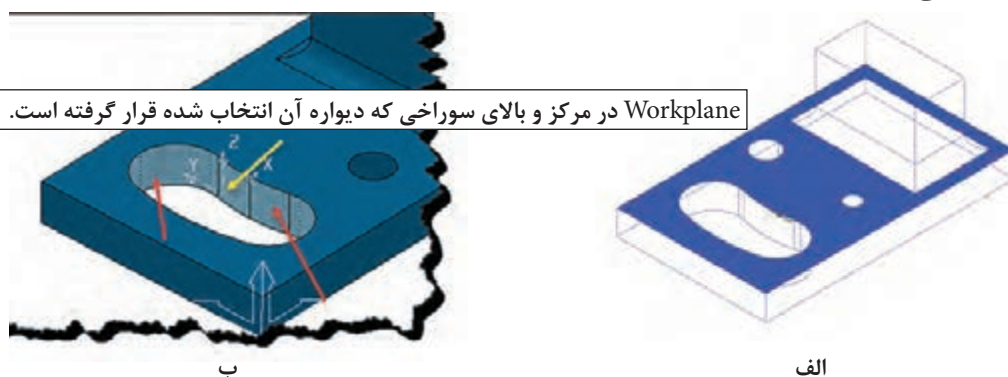 Workplane در مرکز و بالای سوراخی که دیواره آن انتخاب شده قرار گرفته است.
Z
Y
X
الف
ب